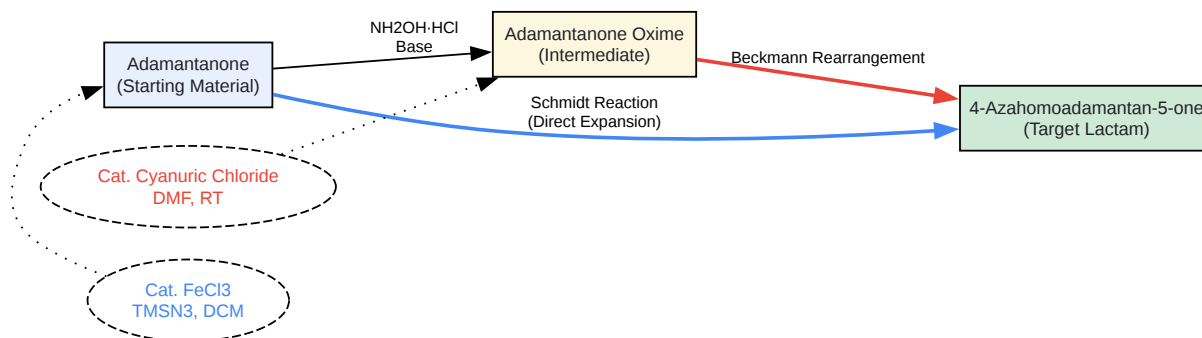 Adamantanone
(Starting Material)
NH2OH·HCl
Base
Adamantanone Oxime
(Intermediate)
Beckmann Rearrangement
Schmidt Reaction
(Direct Expansion)
4-Azahomoadamantan-5-one
(Target Lactam)
Cat. Cyanuric Chloride
DMF, RT
Cat. FeCl3
TMSN3, DCM